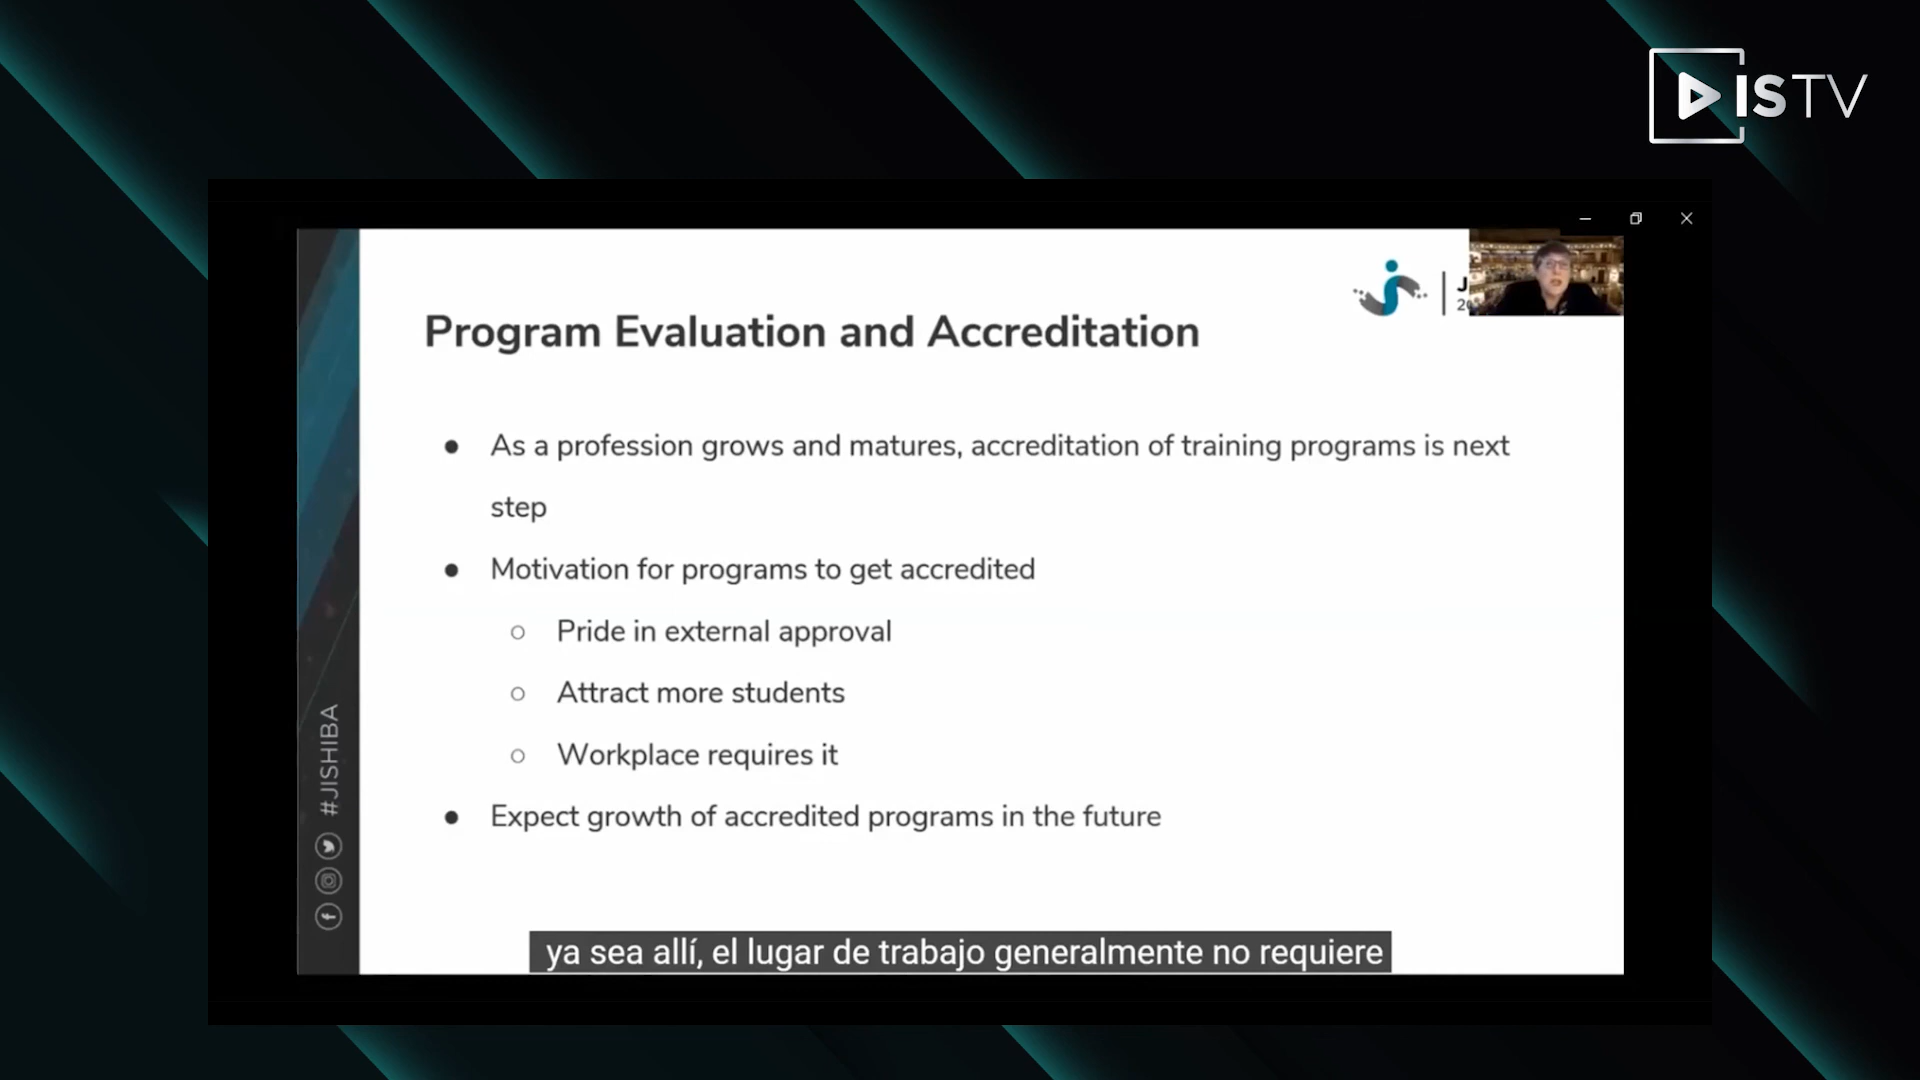 ISTV
Program Evaluation and Accreditation
As a profession grows and matures, accreditation of training programs is next
step
Motivation for programs to get accredited
Pride in external approval
Attract more students
Workplace requires it
Expect growth of accredited programs in the future
#JISHIBA
ya sea allí, el lugar de trabajo generalmente no requiere